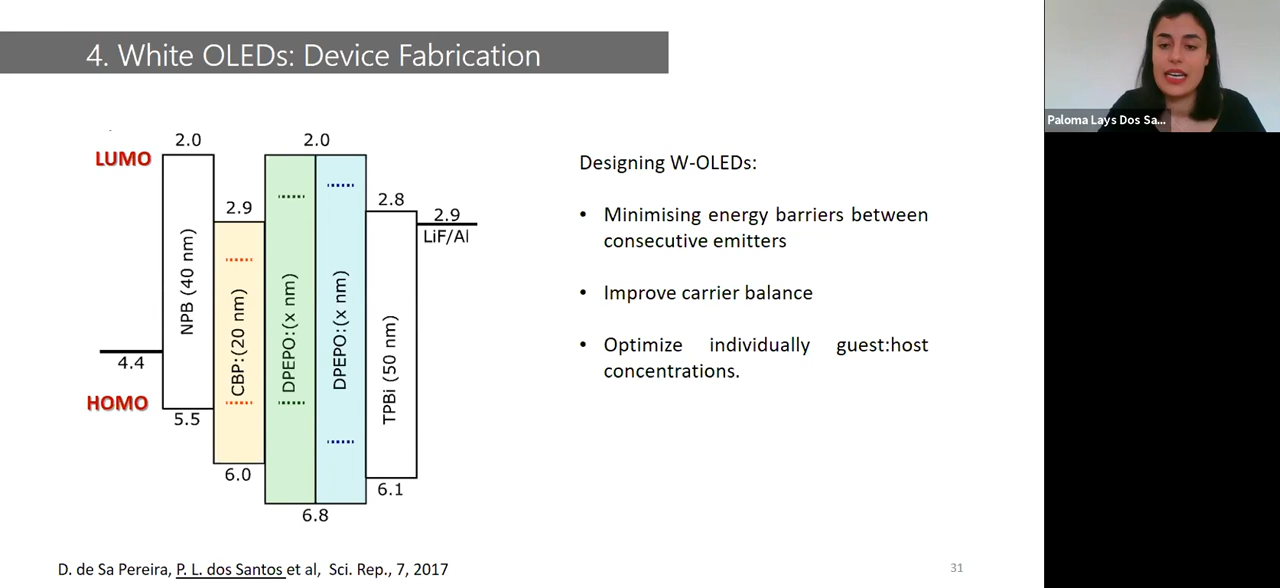 4. White OLEDs: Device Fabrication
Paloma Lays Dos Sa...
LUMO
2.0
2.0
2.9
2.8
2.9
LiF/Al
NPB (40 nm)
CBP:(20 nm)
DPEPO:(x nm)
DPEPO:(x nm)
TPBi (50 nm)
4.4
HOMO
5.5
6.0
6.1
6.8
Designing W-OLEDs:
• Minimising energy barriers between
consecutive emitters
• Improve carrier balance
• Optimize individually guest:host
concentrations.
D. de Sa Pereira, P. L. dos Santos et al, Sci. Rep., 7, 2017
31